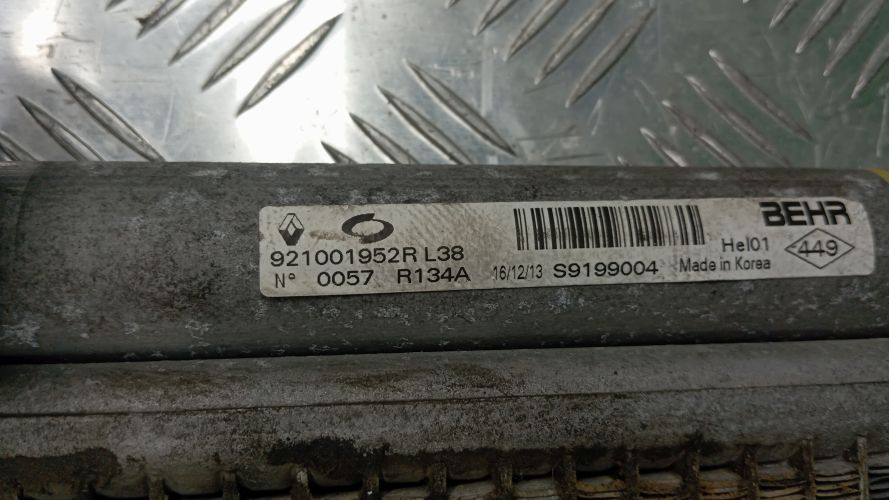 BEHR
921001952R L38
Hel01
449
N° 0057 R134A 16/12/13 S9199004 Made in Korea